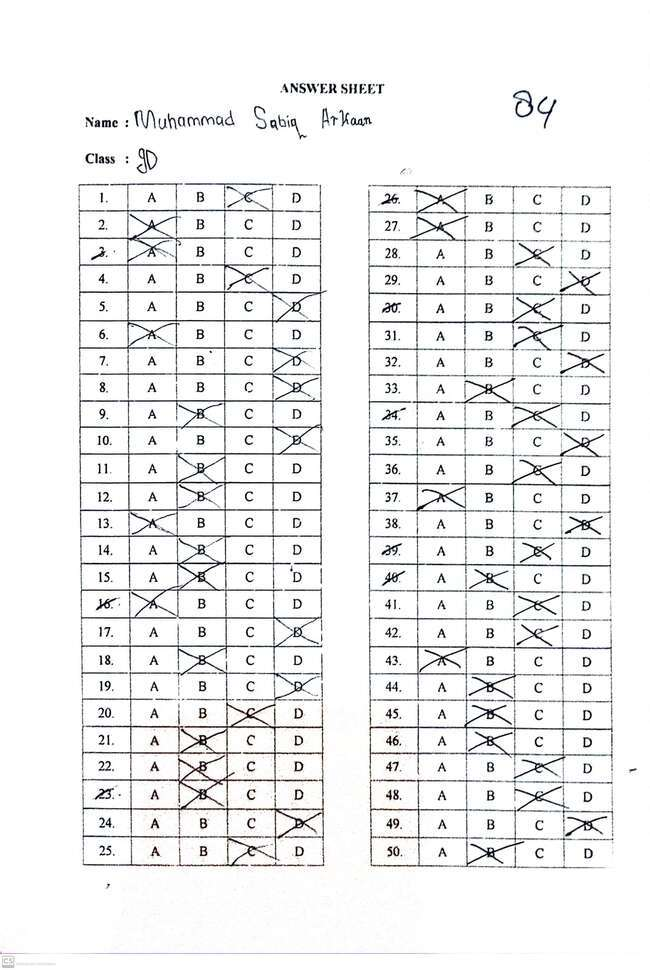 ANSWER SHEET
84
Name : Muhammad Sabiq Arkaan
Class : 9D
1. A B C D
2. A B C D
3. A B C D
4. A B C D
5. A B C D
6. A B C D
7. A B C D
8. A B C D
9. A B C D
10. A B C D
11. A B C D
12. A B C D
13. A B C D
14. A B C D
15. A B C D
16. A B C D
17. A B C D
18. A B C D
19. A B C D
20. A B C D
21. A B C D
22. A B C D
23. A B C D
24. A B C D
25. A B C D
26. A B C D
27. A B C D
28. A B C D
29. A B C D
30. A B C D
31. A B C D
32. A B C D
33. A B C D
34. A B C D
35. A B C D
36. A B C D
37. A B C D
38. A B C D
39. A B C D
40. A B C D
41. A B C D
42. A B C D
43. A B C D
44. A B C D
45. A B C D
46. A B C D
47. A B C D
48. A B C D
49. A B C D
50. A B C D
CS